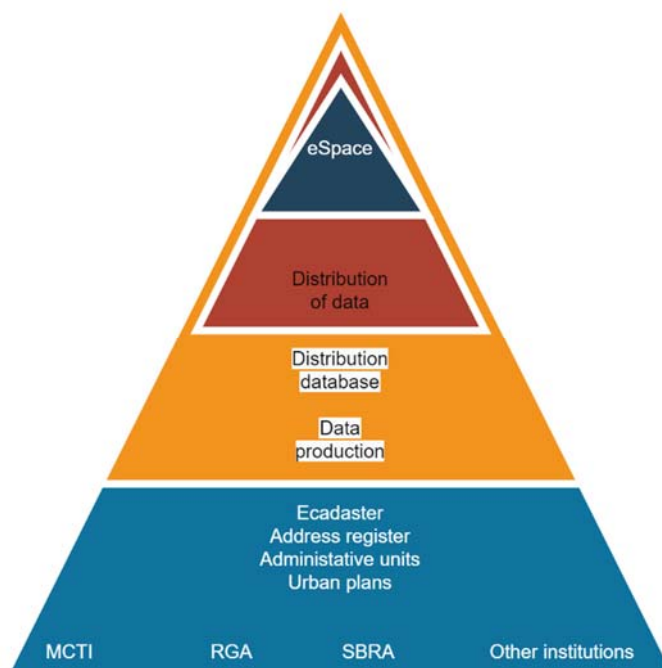 eSpace
Distribution
of data
Distribution
database
Data
production
Ecadaster
Address register
Administative units
Urban plans
MCTI RGA SBRA Other institutions